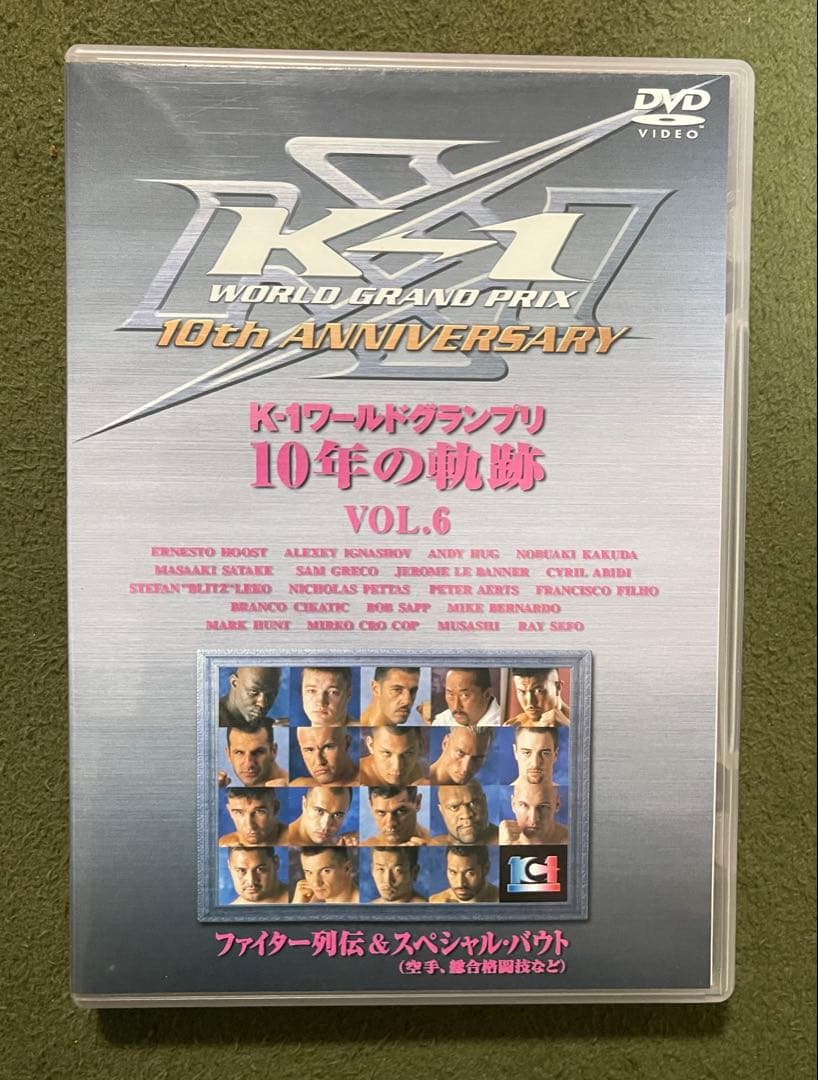 DVD
VIDEO™
K-1
WORLD GRAND PRIX
10th ANNIVERSARY
K-1ワールドグランプリ
10年の軌跡
VOL.6
ERNESTO HOOST ALEXEY IGNASHOV ANDY HUG NOBUAKI KAKUDA
MASAAKI SATAKE SAM GRECO JEROME LE BANNER CYRIL ABIDI
STEFAN "BLITZ" LEKO NICHOLAS PETTAS PETER AERTS FRANCISCO FILHO
BRANCO CIKATIC BOB SAPP MIKE BERNARDO
MARK HUNT MIRKO CRO COP MUSASHI RAY SEFO
ファイター列伝&スペシャル・バウト
(空手、総合格闘技など)